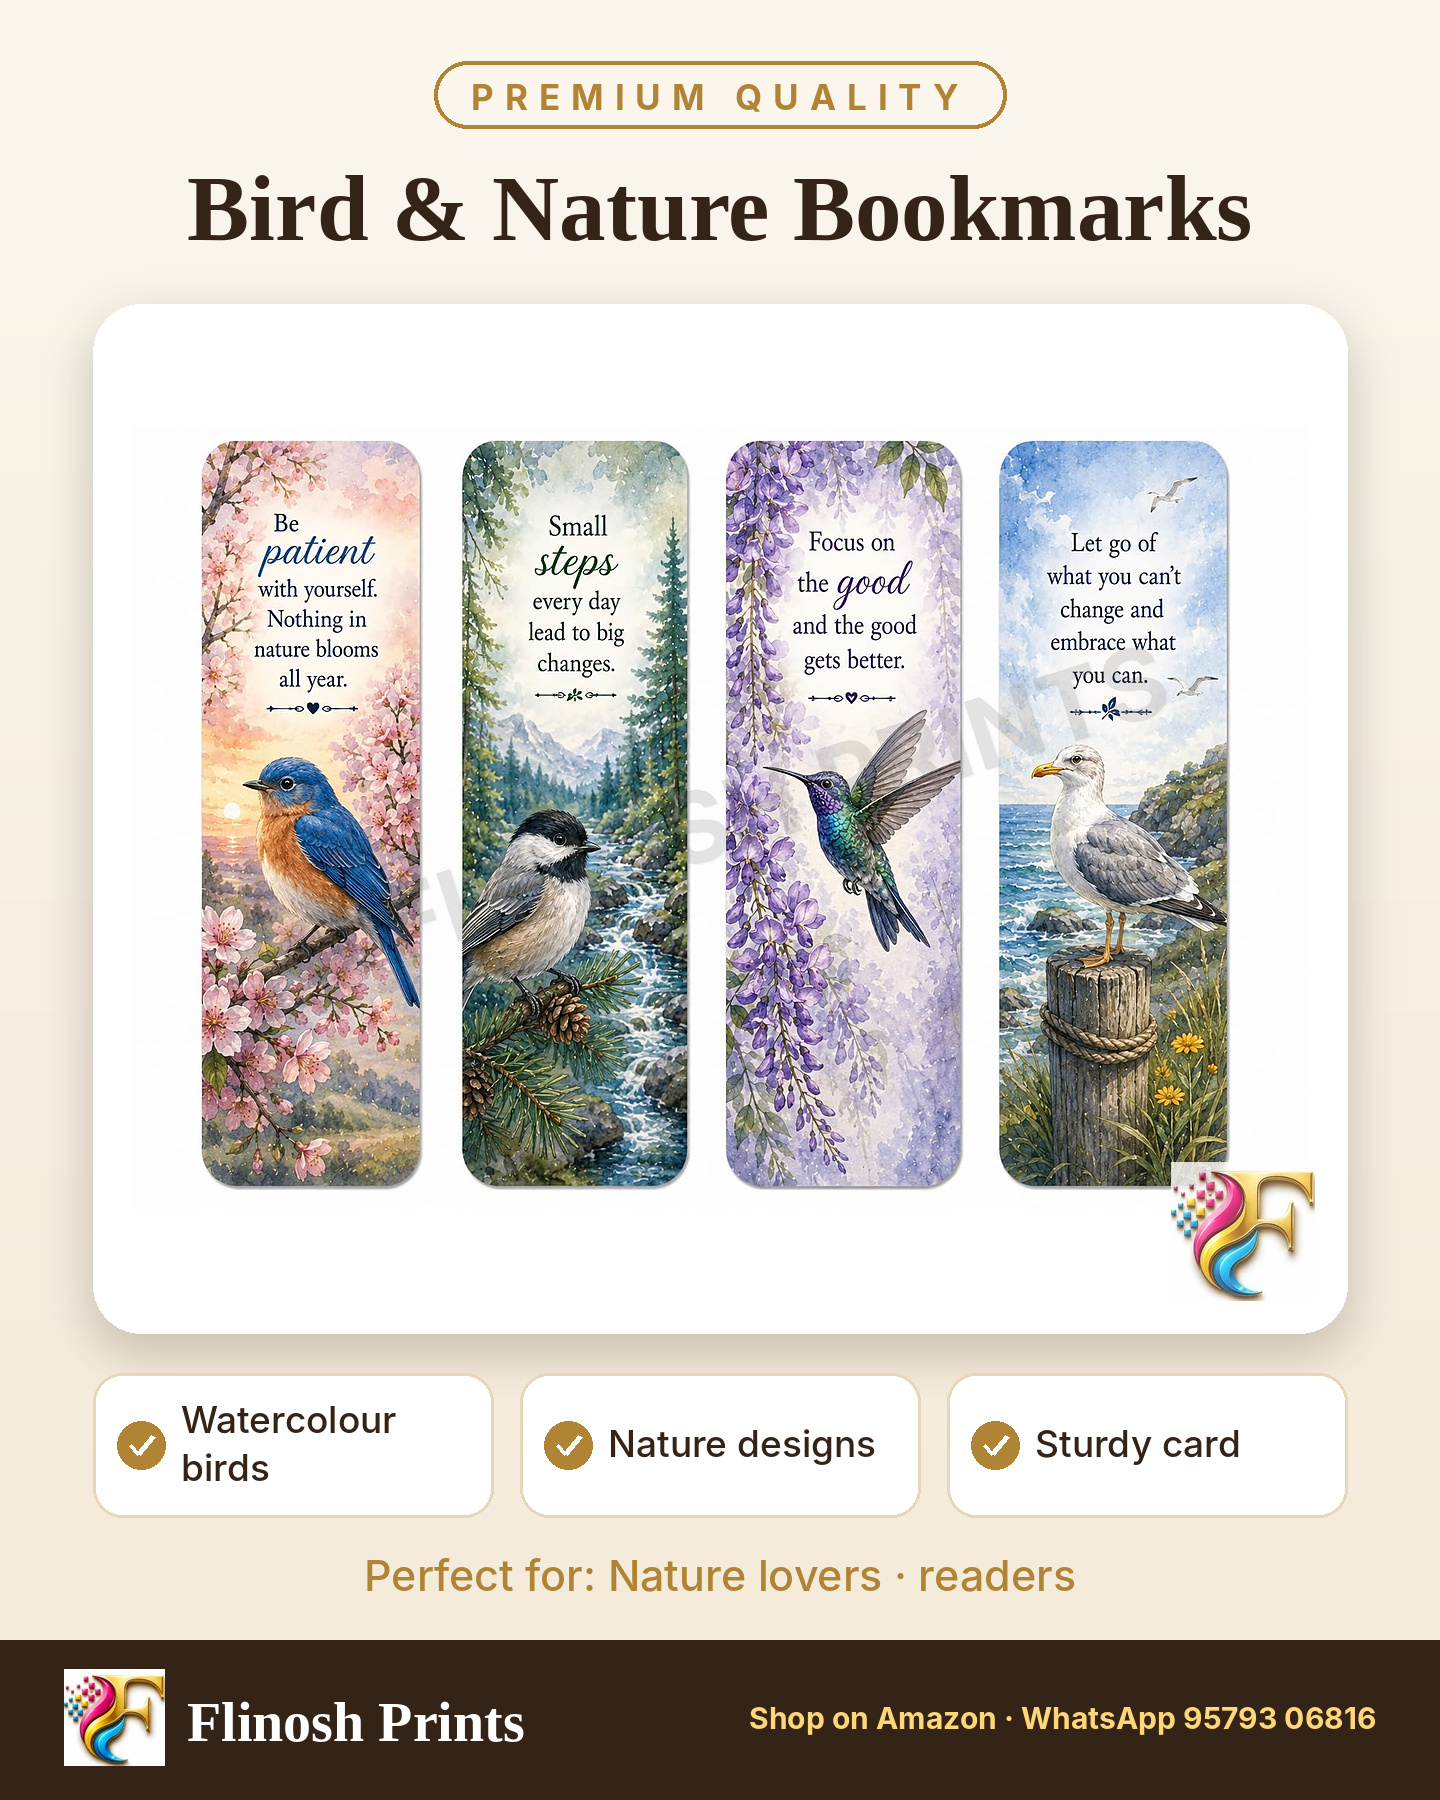 PREMIUM QUALITY
Bird & Nature Bookmarks
Be
patient
with yourself.
Nothing in
nature blooms
all year.
Small
steps
every day
lead to big
changes.
Focus on
the good
and the good
gets better.
Let go of
what you can't
change and
embrace what
you can.
F
Watercolour
birds
Nature designs
Sturdy card
Perfect for: Nature lovers · readers
F
Flinosh Prints
Shop on Amazon · WhatsApp 95793 06816